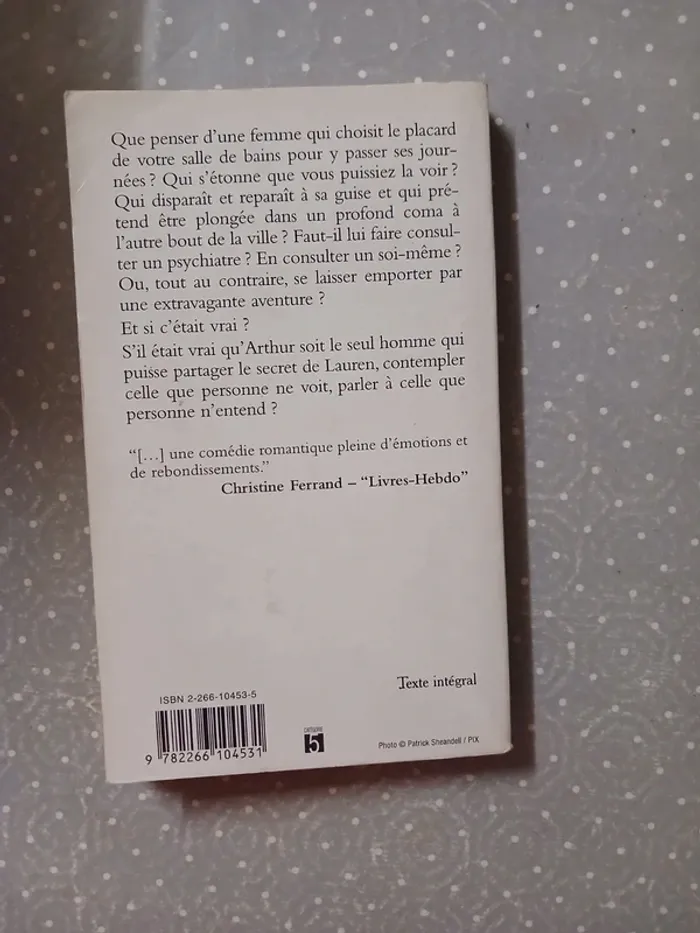 Que penser d'une femme qui choisit le placard
de votre salle de bains pour y passer ses jour-
nées ? Qui s'étonne que vous puissiez la voir ?
Qui disparaît et reparaît à sa guise et qui pré-
tend être plongée dans un profond coma à
l'autre bout de la ville ? Faut-il lui faire consul-
ter un psychiatre ? En consulter un soi-même ?
Ou, tout au contraire, se laisser emporter par
une extravagante aventure ?
Et si c'était vrai ?
S'il était vrai qu'Arthur soit le seul homme qui
puisse partager le secret de Lauren, contempler
celle que personne ne voit, parler à celle que
personne n'entend ?
“[…] une comédie romantique pleine d'émotions et
de rebondissements.”
Christine Ferrand – “Livres-Hebdo”
Texte intégral
ISBN 2-266-10453-5
9 782266 104531
5
Photo © Patrick Sheandell / PIX